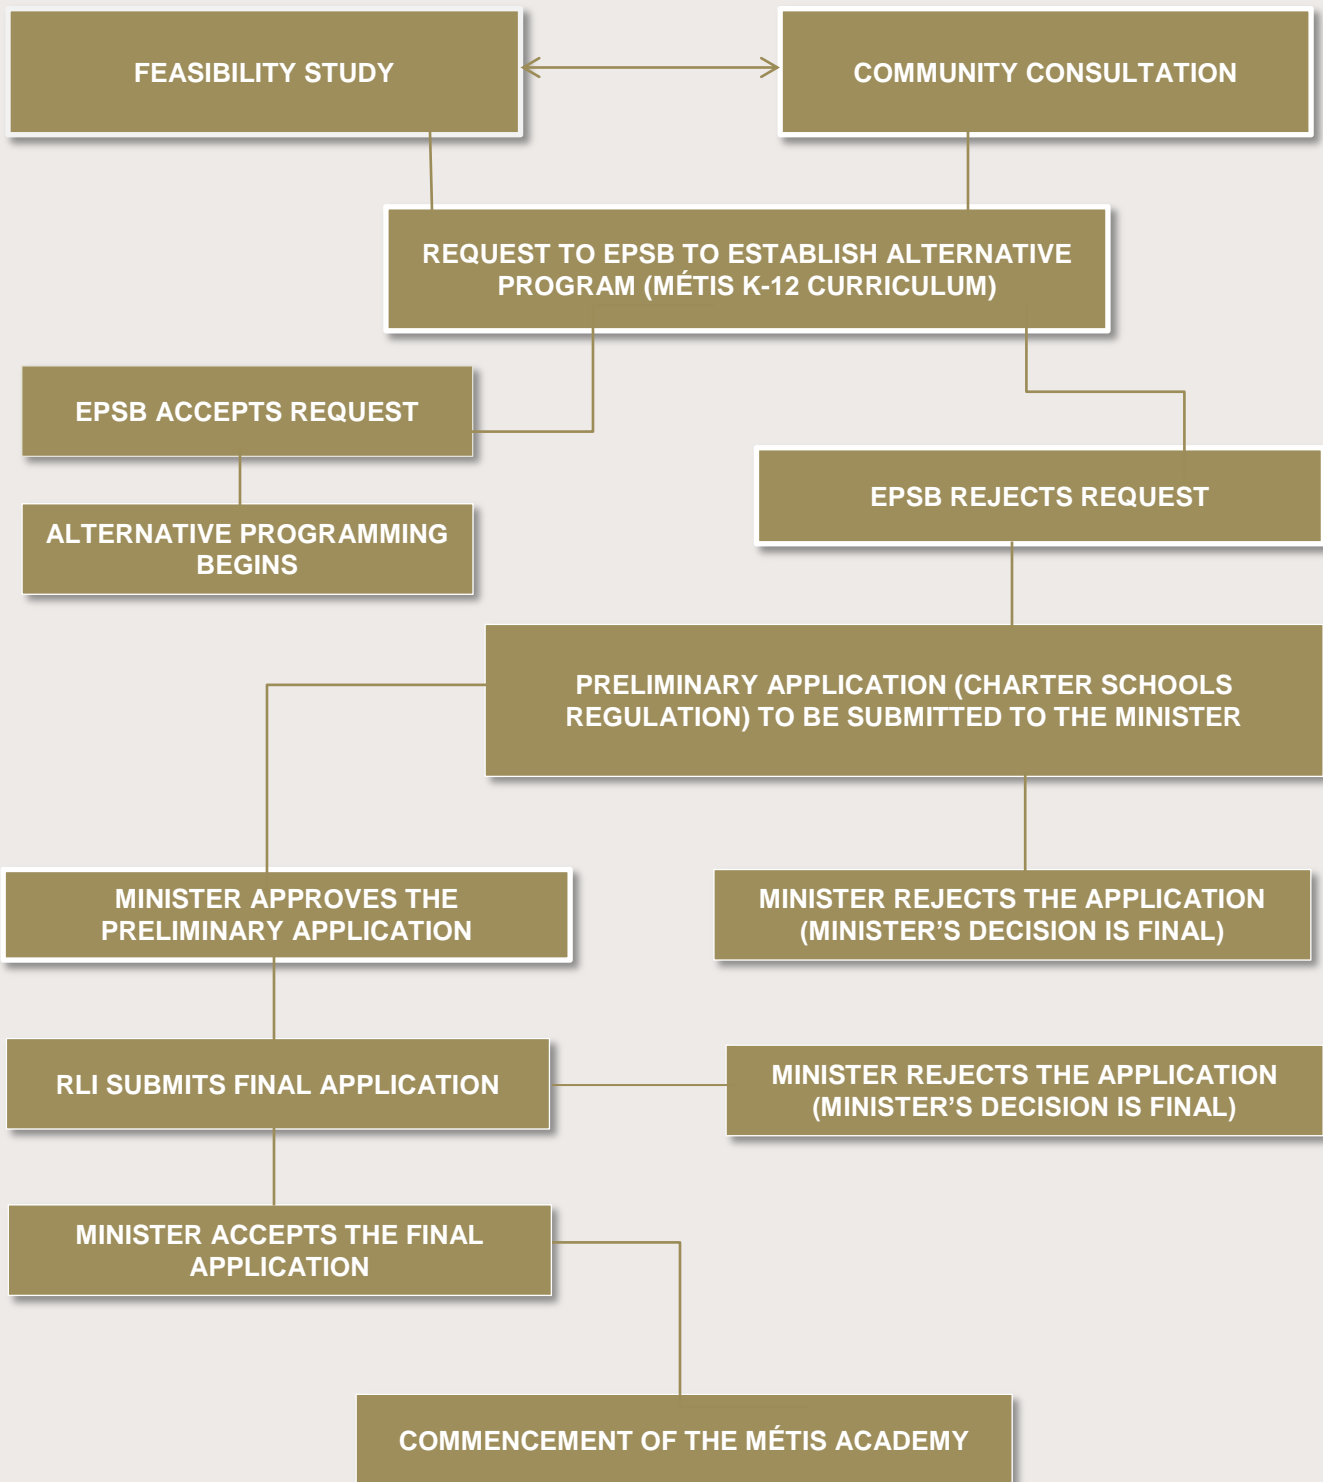 FEASIBILITY STUDY
COMMUNITY CONSULTATION
REQUEST TO EPSB TO ESTABLISH ALTERNATIVE
PROGRAM (MÉTIS K-12 CURRICULUM)
EPSB ACCEPTS REQUEST
ALTERNATIVE PROGRAMMING
BEGINS
EPSB REJECTS REQUEST
PRELIMINARY APPLICATION (CHARTER SCHOOLS
REGULATION) TO BE SUBMITTED TO THE MINISTER
MINISTER APPROVES THE
PRELIMINARY APPLICATION
MINISTER REJECTS THE APPLICATION
(MINISTER’S DECISION IS FINAL)
RLI SUBMITS FINAL APPLICATION
MINISTER REJECTS THE APPLICATION
(MINISTER’S DECISION IS FINAL)
MINISTER ACCEPTS THE FINAL
APPLICATION
COMMENCEMENT OF THE MÉTIS ACADEMY